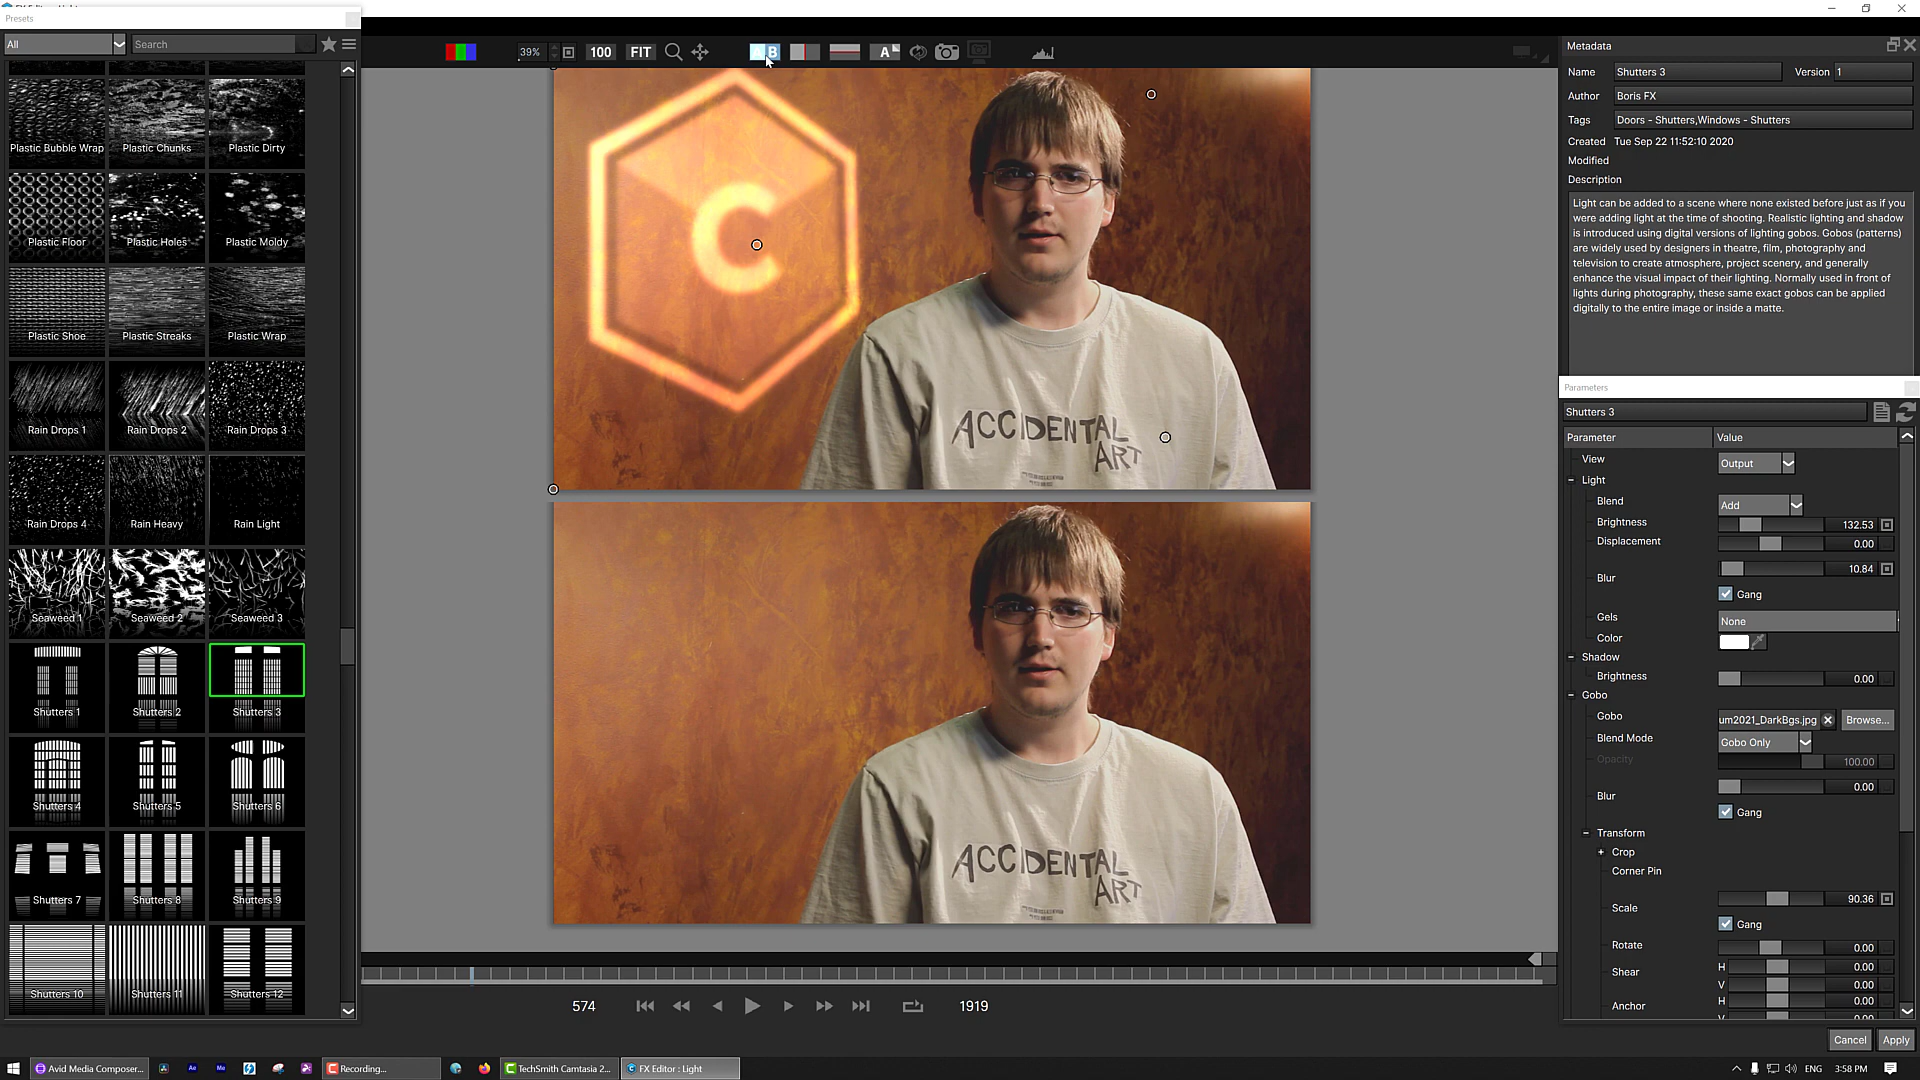 Presets
All
Search
39%
100
FIT
B
A
Plastic Bubble Wrap
Plastic Chunks
Plastic Dirty
Plastic Floor
Plastic Holes
Plastic Moldy
Plastic Shoe
Plastic Streaks
Plastic Wrap
Rain Drops 1
Rain Drops 2
Rain Drops 3
Rain Drops 4
Rain Heavy
Rain Light
Seaweed 1
Seaweed 2
Seaweed 3
Shutters 1
Shutters 2
Shutters 3
Shutters 4
Shutters 5
Shutters 6
Shutters 7
Shutters 8
Shutters 9
Shutters 10
Shutters 11
Shutters 12
C
ACCIDENTAL
ART
ACCIDENTAL
ART
574
1919
Metadata
Name
Shutters 3
Version
1
Author
Boris FX
Tags
Doors - Shutters,Windows - Shutters
Created
Tue Sep 22 11:52:10 2020
Modified
Description
Light can be added to a scene where none existed before just as if you
were adding light at the time of shooting. Realistic lighting and shadow
is introduced using digital versions of lighting gobos. Gobos (patterns)
are widely used by designers in theatre, film, photography and
television to create atmosphere, project scenery, and generally
enhance the visual impact of their lighting. Normally used in front of
lights during photography, these same exact gobos can be applied
digitally to the entire image or inside a matte.
Parameters
Shutters 3
Parameter
Value
View
Output
Light
Blend
Add
Brightness
132.53
Displacement
0.00
Blur
10.84
Gang
Gels
None
Color
Shadow
Brightness
0.00
Gobo
Gobo
um2021_DarkBgs.jpg
Browse...
Blend Mode
Gobo Only
Opacity
100.00
Blur
0.00
Gang
Transform
Crop
Corner Pin
Scale
90.36
Gang
Rotate
0.00
Shear
H
0.00
V
0.00
Anchor
H
0.00
V
0.00
Cancel
Apply
Avid Media Composer...
Ae
Me
Recording...
TechSmith Camtasia 2...
FX Editor : Light
ENG
3:58 PM